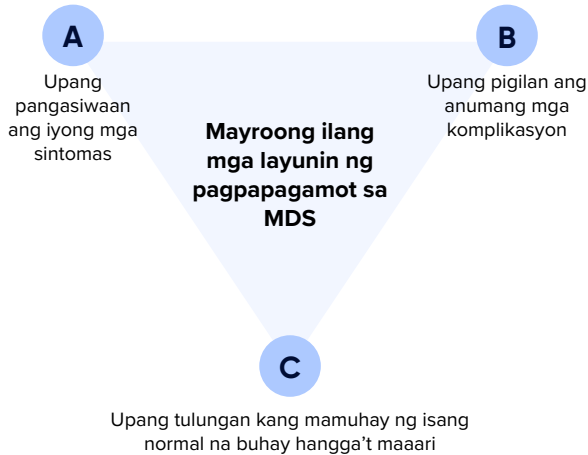 A
Upang
pangasiwaan
ang iyong mga
sintomas
B
Upang pigilan ang
anumang mga
komplikasyon
Mayroong ilang
mga layunin ng
pagpapagamot sa
MDS
C
Upang tulungan kang mamuhay ng isang
normal na buhay hangga't maaari